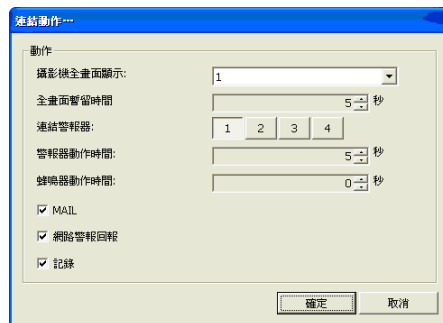 連結動作…
動作
攝影機全畫面顯示: 1
全畫面暫留時間 5 秒
連結警報器: 1 2 3 4
警報器動作時間: 5 秒
蜂鳴器動作時間: 0 秒
MAIL
網路警報回報
記錄
確定 取消